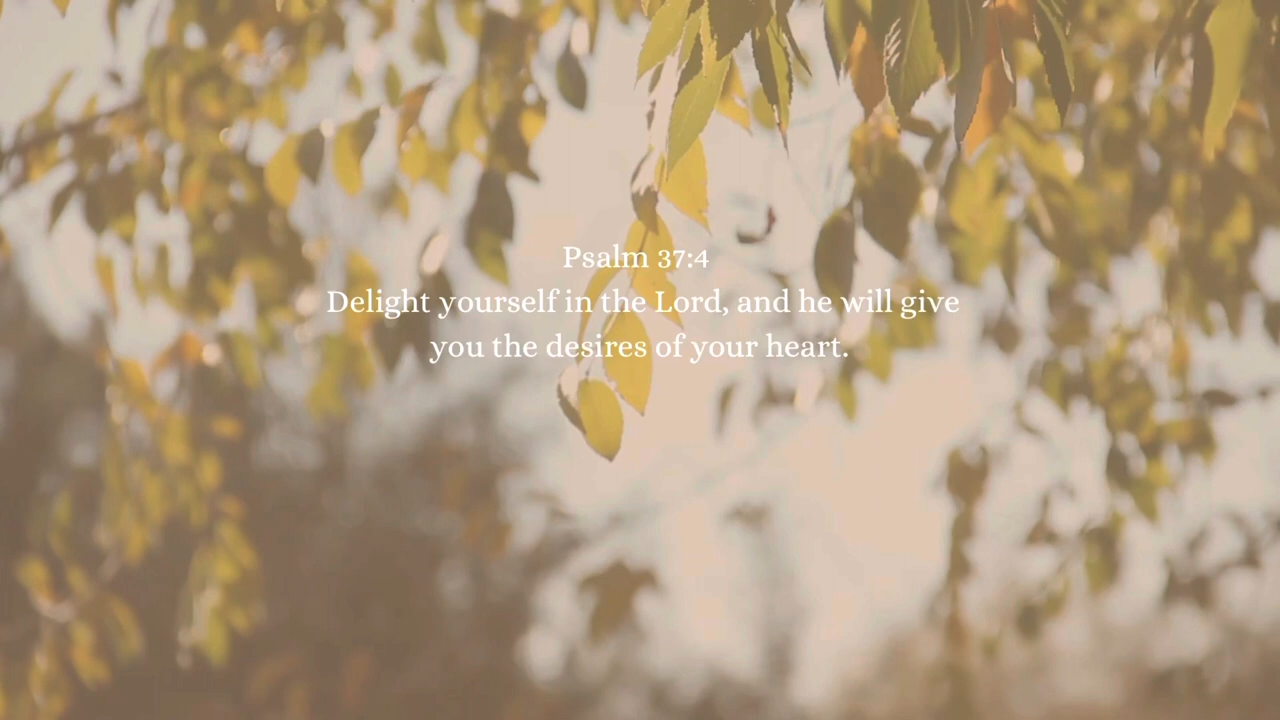 Psalm 37:4
Delight yourself in the Lord, and he will give
you the desires of your heart.